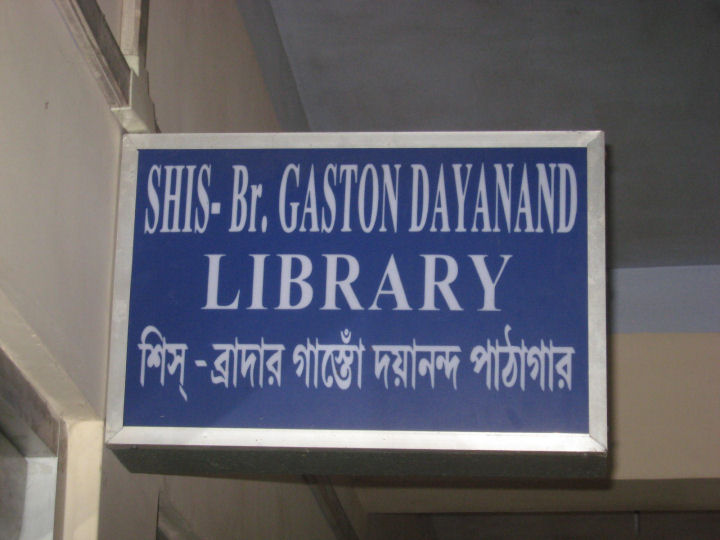 SHIS- Br. GASTON DAYANAND
LIBRARY
শিস্ - ব্রাদার গাস্তোঁ দয়ানন্দ পাঠাগার